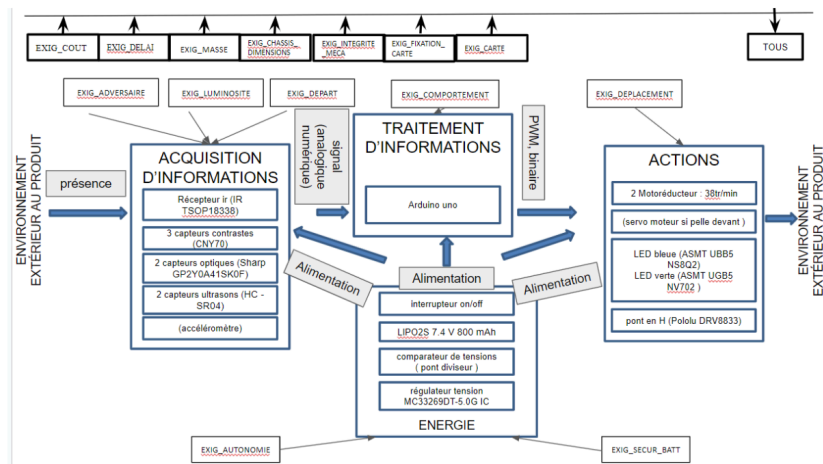 EXIG_COUT
EXIG_DELAI
EXIG_MASSE
EXIG_CHASSIS_
DIMENSIONS
EXIG_INTEGRITE
_MECA
EXIG_FIXATION_
CARTE
EXIG_CARTE
TOUS
EXIG_ADVERSAIRE
EXIG_LUMINOSITE
EXIG_DEPART
EXIG_COMPORTEMENT
EXIG_DEPLACEMENT
ENVIRONNEMENT
EXTÉRIEUR AU PRODUIT
présence
ACQUISITION
D'INFORMATIONS
Récepteur ir (IR
TSOP18338)
3 capteurs contrastes
(CNY70)
2 capteurs optiques (Sharp
GP2Y0A41SK0F)
2 capteurs ultrasons (HC -
SR04)
(accéléromètre)
signal
(analogique
numérique)
TRAITEMENT
D'INFORMATIONS
Arduino uno
PWM, binaire
ACTIONS
2 Motoréducteur : 38tr/min
(servo moteur si pelle devant )
LED bleue (ASMT UBB5
NS8Q2)
LED verte (ASMT UGB5
NV702 )
pont en H (Pololu DRV8833)
ENVIRONNEMENT
EXTÉRIEUR AU PRODUIT
Alimentation
Alimentation
Alimentation
interrupteur on/off
LIPO2S 7.4 V 800 mAh
comparateur de tensions
( pont diviseur )
régulateur tension
MC33269DT-5.0G IC
ENERGIE
EXIG_AUTONOMIE
EXIG_SECUR_BATT